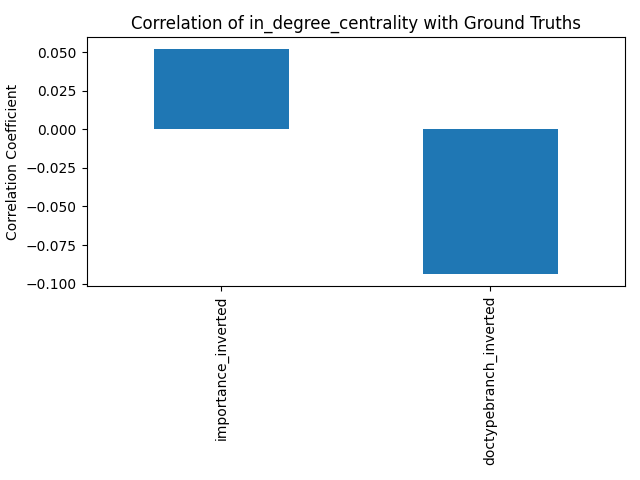 Correlation of in_degree_centrality with Ground Truths
Correlation Coefficient
0.050
0.025
0.000
−0.025
−0.050
−0.075
−0.100
importance_inverted
doctypebranch_inverted